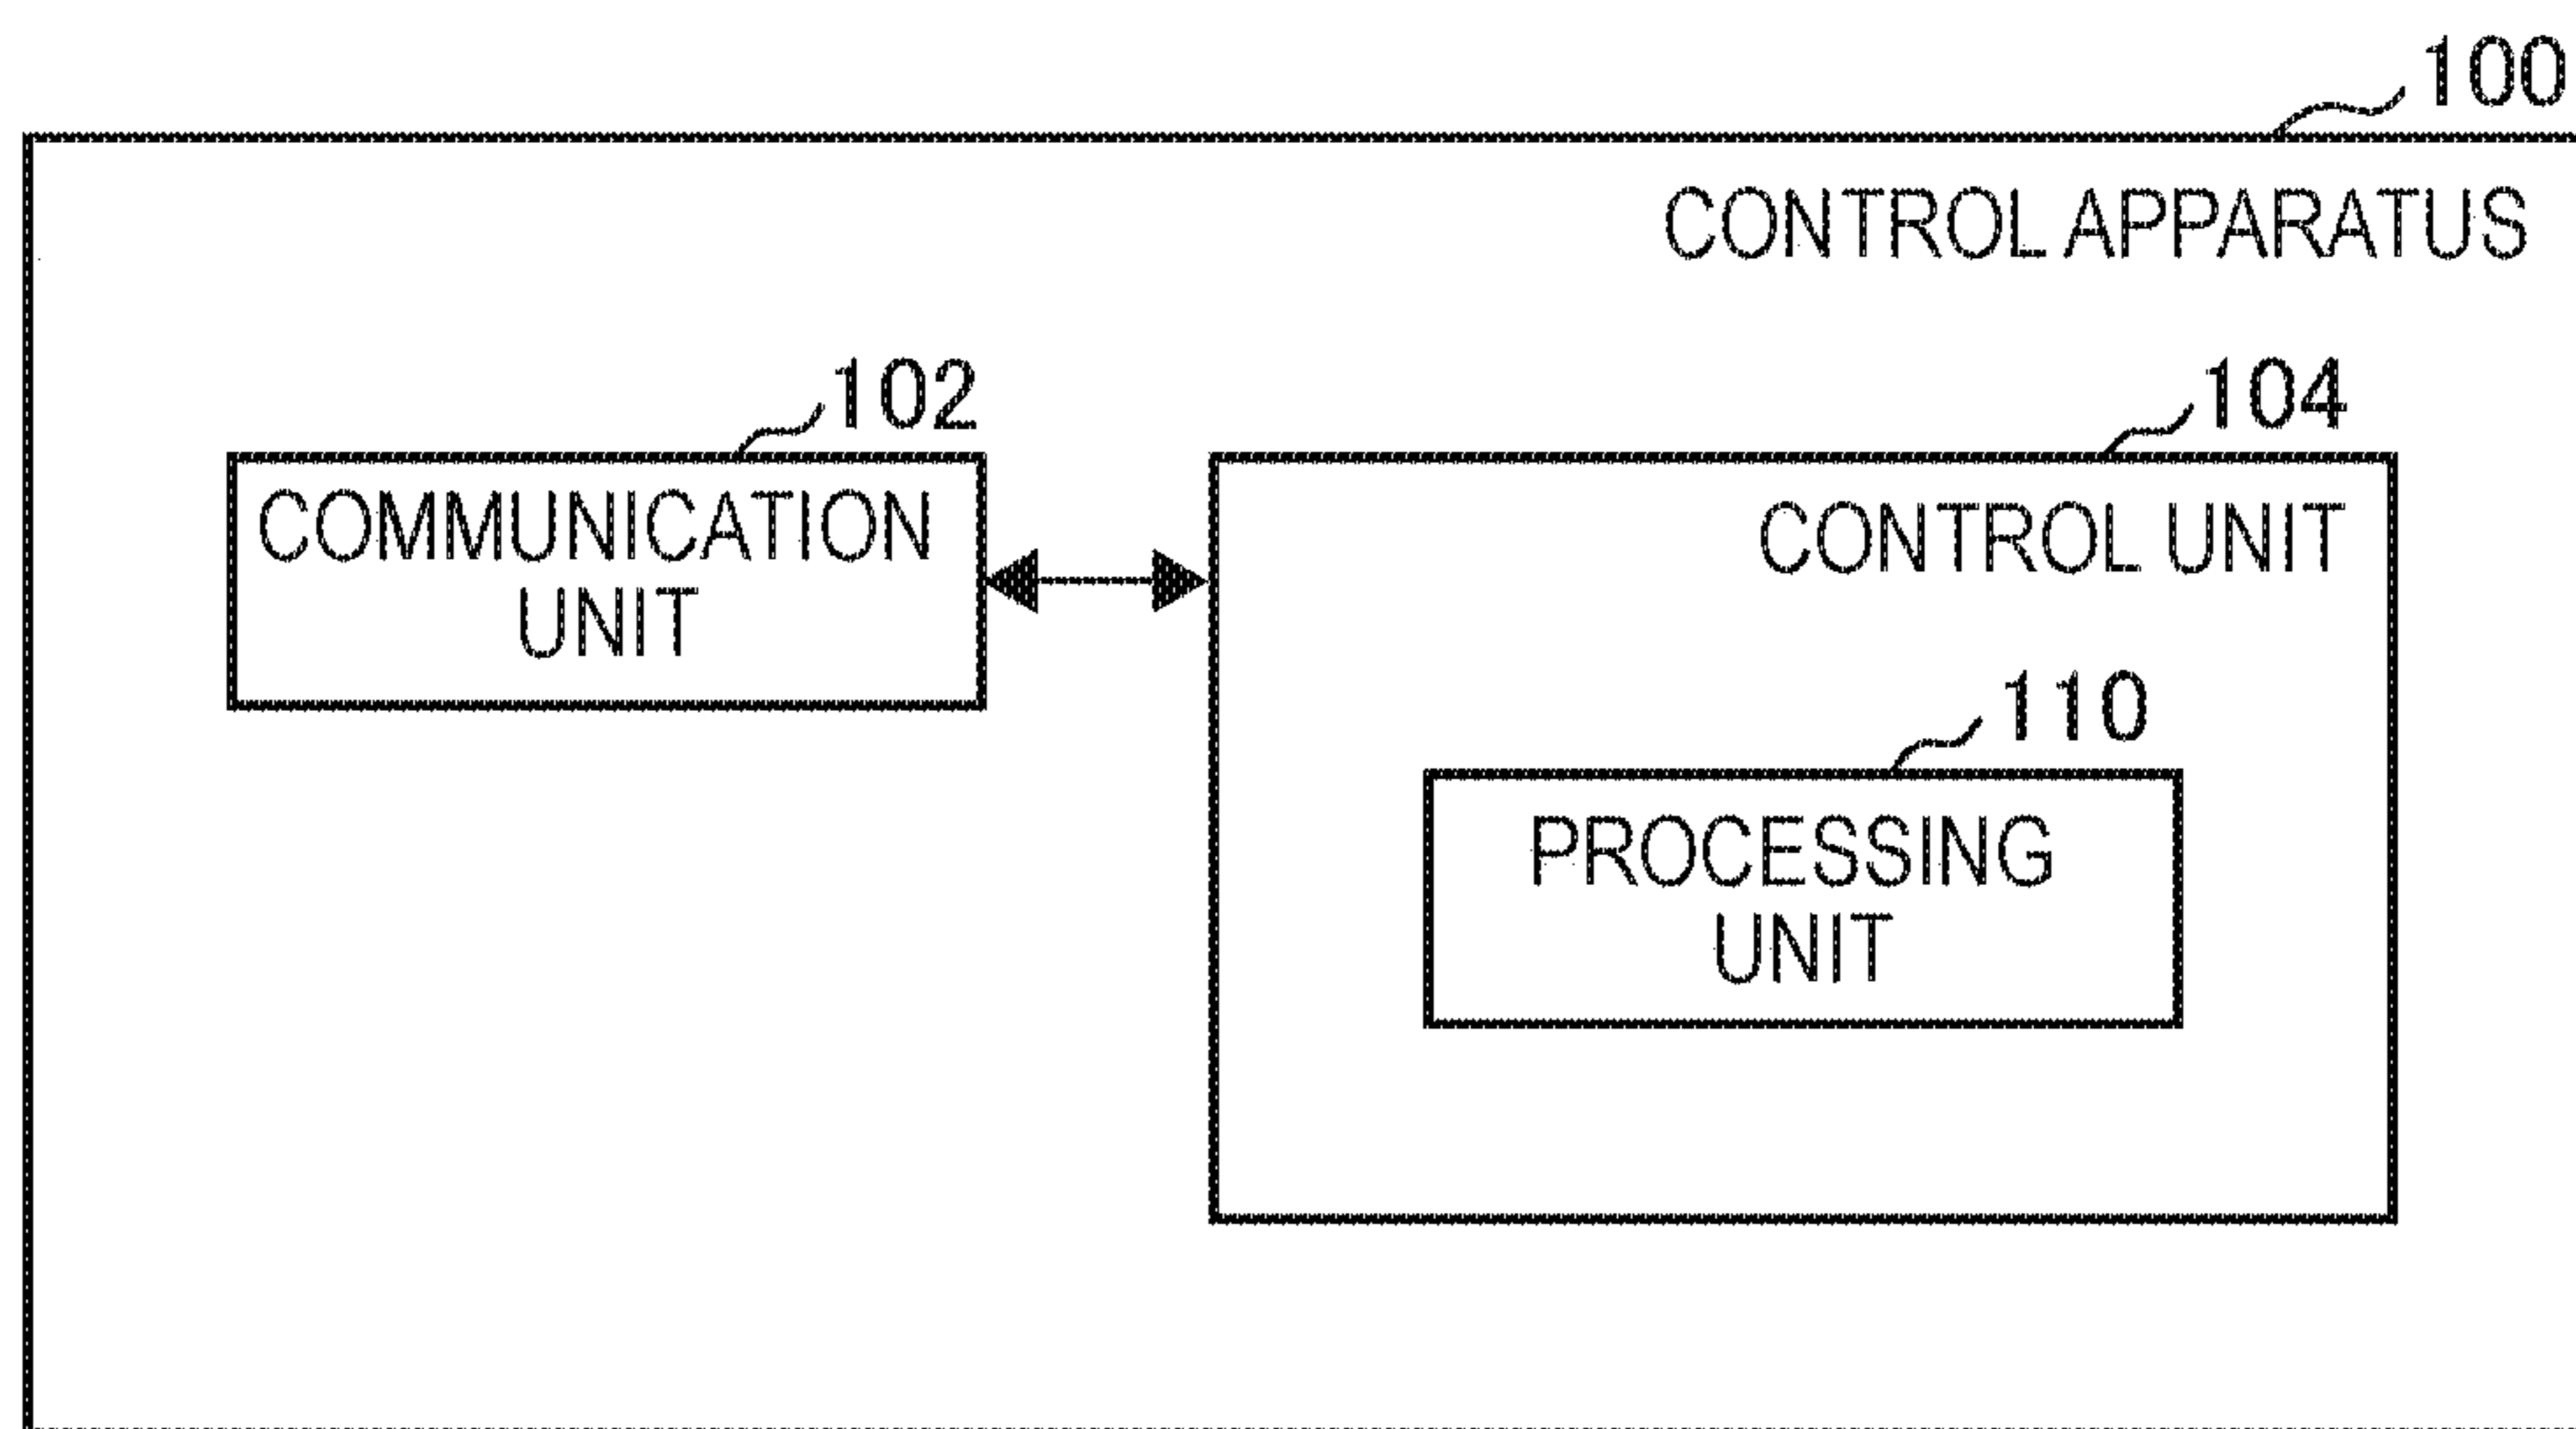 100
CONTROL APPARATUS
102
104
COMMUNICATION
UNIT
CONTROL UNIT
110
PROCESSING
UNIT